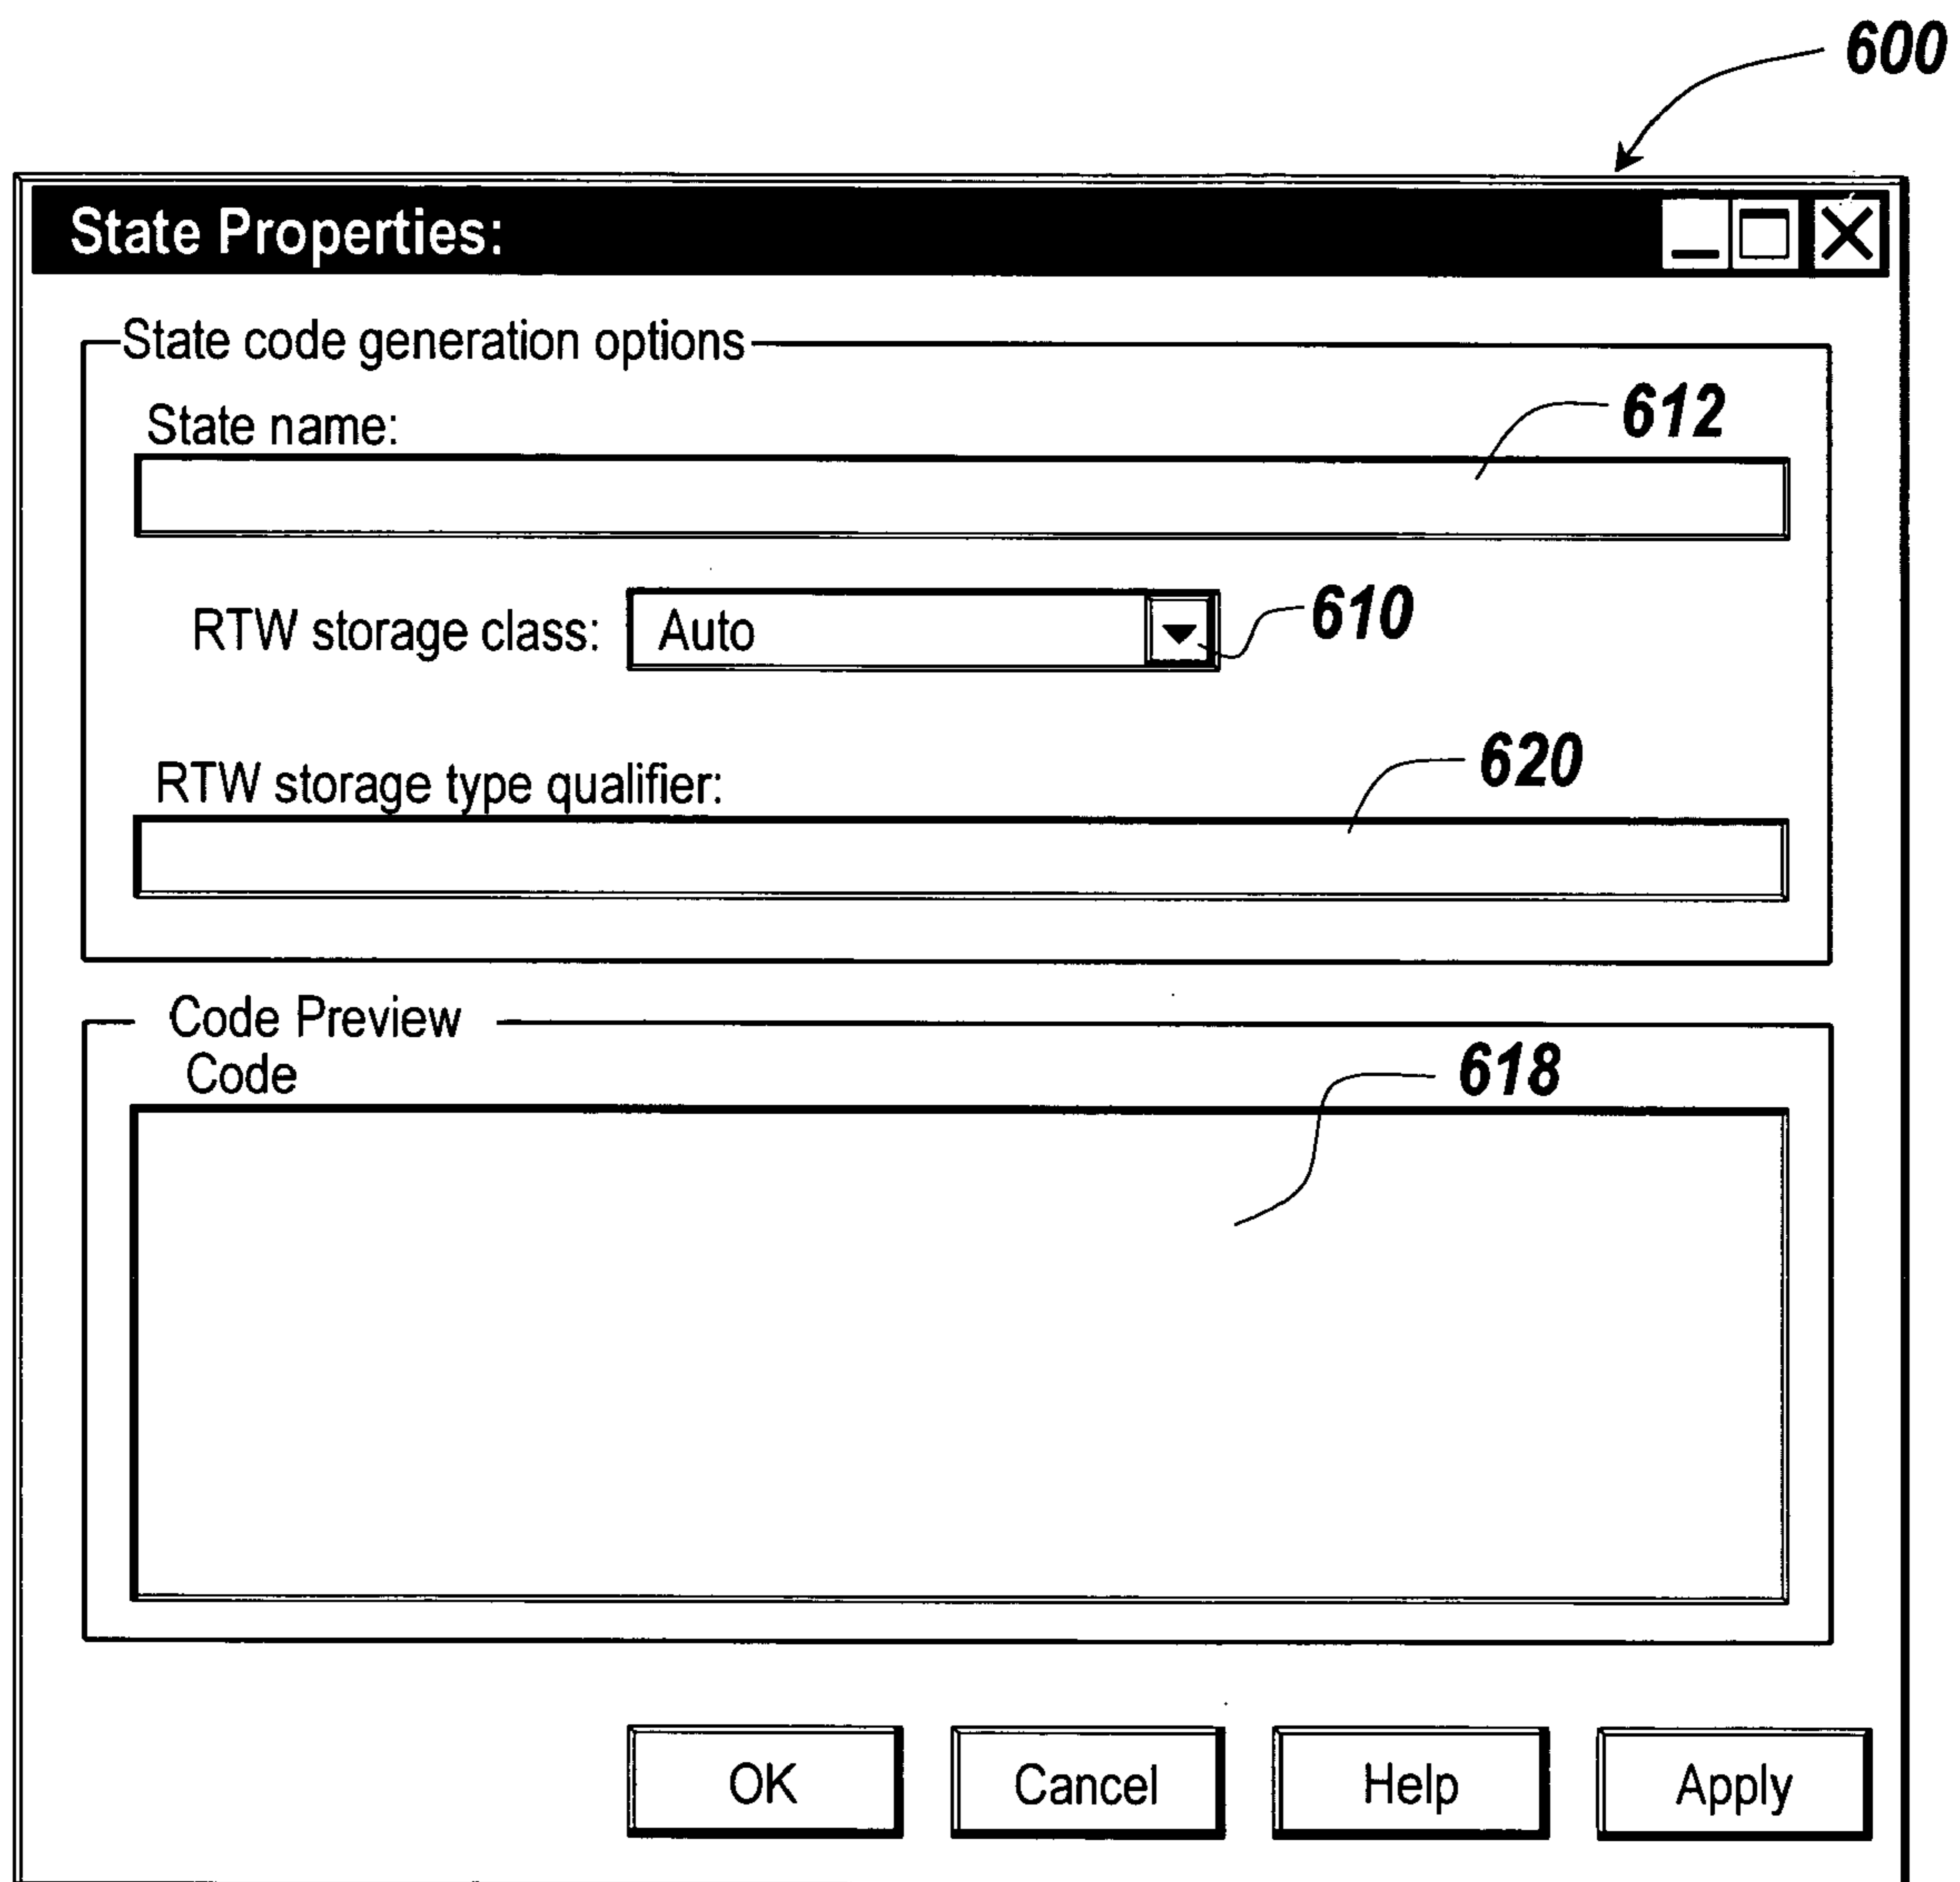 600
State Properties:
State code generation options
State name:
612
RTW storage class: Auto
610
620
RTW storage type qualifier:
Code Preview
Code
618
OK Cancel Help Apply